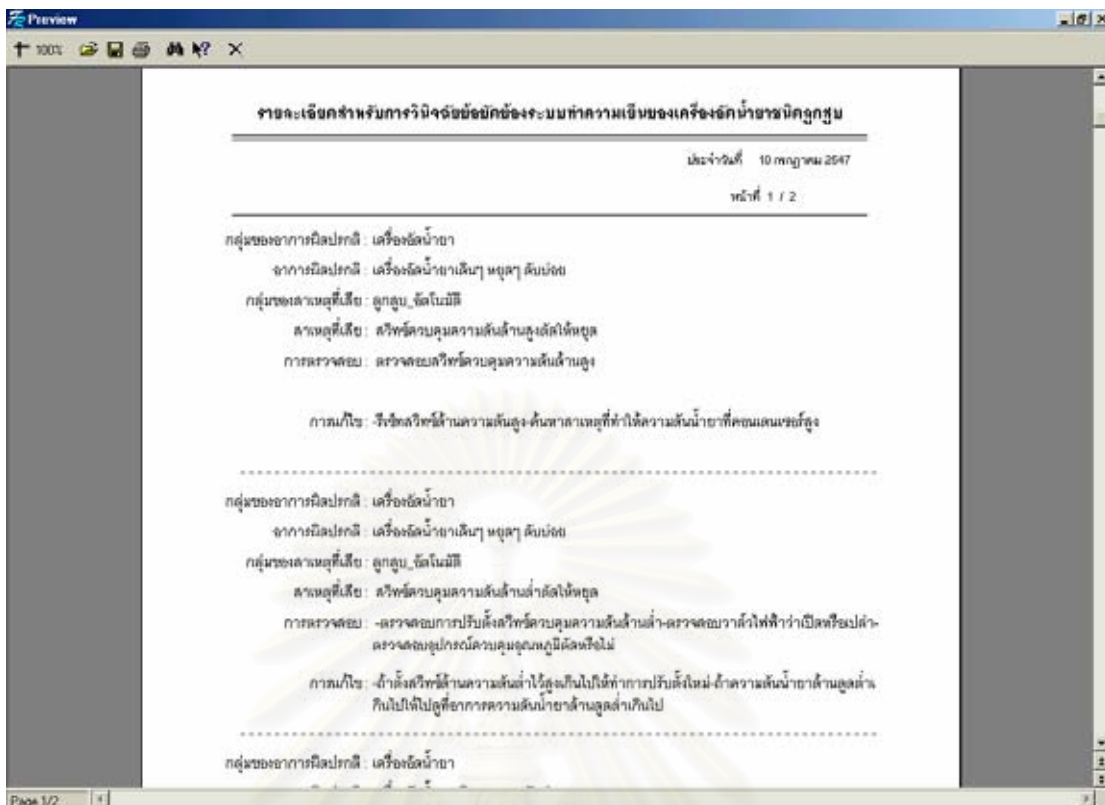 Preview
100%
รายละเอียดสำหรับการวินิจฉัยข้อขัดข้องระบบทำความเย็นของเครื่องอัดน้ำยาชนิดลูกสูบ
ประจำวันที่ 10 กรกฎาคม 2547
หน้าที่ 1 / 2
กลุ่มของอาการผิดปรกติ : เครื่องอัดน้ำยา
อาการผิดปรกติ : เครื่องอัดน้ำยาเดินๆ หยุดๆ ตัดบ่อย
กลุ่มของสาเหตุที่เสีย : ลูกสูบ_อัตโนมัติ
สาเหตุที่เสีย : สวิทช์ควบคุมความดันด้านสูงตัดให้หยุด
การตรวจสอบ : ตรวจสอบสวิทช์ควบคุมความดันด้านสูง
การแก้ไข : -รีเซ็ทสวิทช์ด้านความดันสูง-ค้นหาสาเหตุที่ทำให้ความดันน้ำยาที่คอนเดนเซอร์สูง
กลุ่มของอาการผิดปรกติ : เครื่องอัดน้ำยา
อาการผิดปรกติ : เครื่องอัดน้ำยาเดินๆ หยุดๆ ตัดบ่อย
กลุ่มของสาเหตุที่เสีย : ลูกสูบ_อัตโนมัติ
สาเหตุที่เสีย : สวิทช์ควบคุมความดันด้านต่ำตัดให้หยุด
การตรวจสอบ : -ตรวจสอบการปรับตั้งสวิทช์ควบคุมความดันด้านต่ำ-ตรวจสอบวาล์วไฟฟ้าว่าเปิดหรือเปล่า-
ตรวจสอบอุปกรณ์ควบคุมอุณหภูมิตัดหรือไม่
การแก้ไข : -ถ้าตั้งสวิทช์ด้านความดันต่ำไว้สูงเกินไปให้ทำการปรับตั้งใหม่-ถ้าความดันน้ำยาด้านดูดต่ำเ
กินไปให้ไปดูที่อาการความดันน้ำยาด้านดูดต่ำเกินไป
กลุ่มของอาการผิดปรกติ : เครื่องอัดน้ำยา
Page 1/2